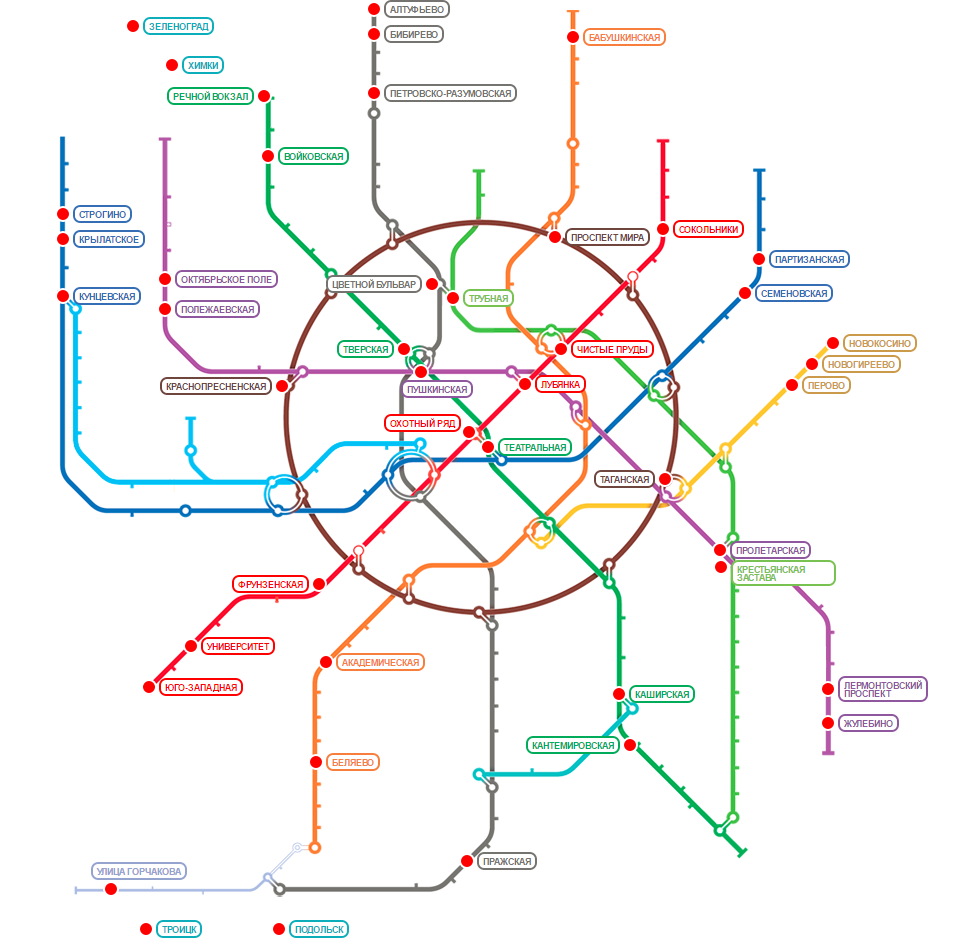 АЛТУФЬЕВО
ЗЕЛЕНОГРАД
БИБИРЕВО
БАБУШКИНСКАЯ
ХИМКИ
РЕЧНОЙ ВОКЗАЛ
ПЕТРОВСКО-РАЗУМОВСКАЯ
ВОЙКОВСКАЯ
СТРОГИНО
СОКОЛЬНИКИ
КРЫЛАТСКОЕ
ПРОСПЕКТ МИРА
ПАРТИЗАНСКАЯ
ОКТЯБРЬСКОЕ ПОЛЕ
ЦВЕТНОЙ БУЛЬВАР
КУНЦЕВСКАЯ
ТРУБНАЯ
СЕМЕНОВСКАЯ
ПОЛЕЖАЕВСКАЯ
НОВОКОСИНО
ТВЕРСКАЯ
ЧИСТЫЕ ПРУДЫ
НОВОГИРЕЕВО
КРАСНОПРЕСНЕНСКАЯ
ПУШКИНСКАЯ
ЛУБЯНКА
ПЕРОВО
ОХОТНЫЙ РЯД
ТЕАТРАЛЬНАЯ
ТАГАНСКАЯ
ПРОЛЕТАРСКАЯ
КРЕСТЬЯНСКАЯ
ЗАСТАВА
ФРУНЗЕНСКАЯ
УНИВЕРСИТЕТ
АКАДЕМИЧЕСКАЯ
ЮГО-ЗАПАДНАЯ
ЛЕРМОНТОВСКИЙ
ПРОСПЕКТ
КАШИРСКАЯ
ЖУЛЕБИНО
КАНТЕМИРОВСКАЯ
БЕЛЯЕВО
ПРАЖСКАЯ
УЛИЦА ГОРЧАКОВА
ТРОИЦК
ПОДОЛЬСК